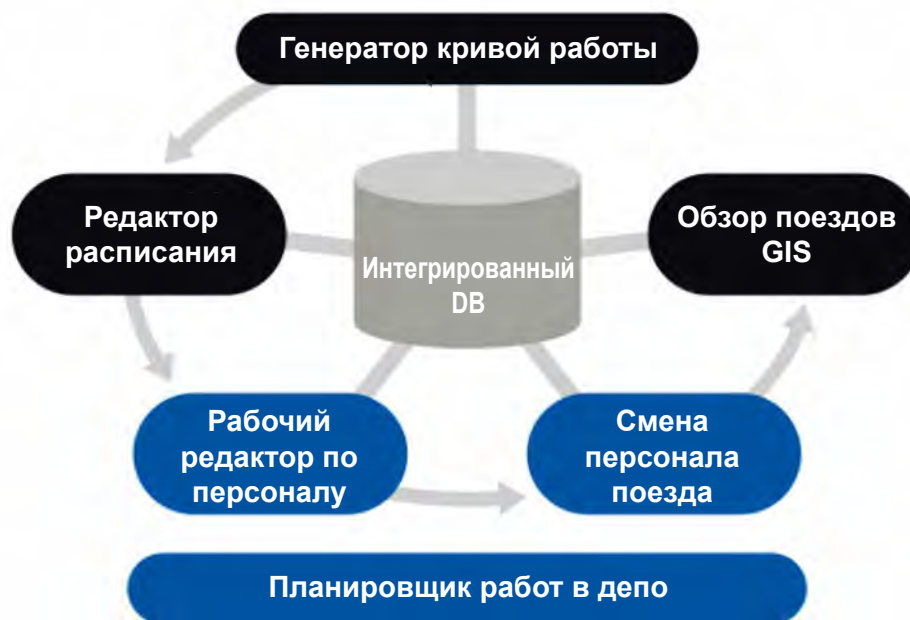 Генератор кривой работы
Редактор
расписания
Обзор поездов
GIS
Интегрированный
DB
Рабочий
редактор по
персоналу
Смена
персонала
поезда
Планировщик работ в депо